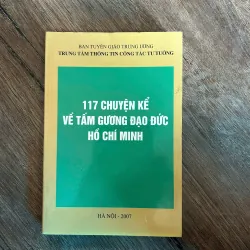 BAN TUYÊN GIÁO TRUNG ƯƠNG
TRUNG TÂM THÔNG TIN CÔNG TÁC TƯ TƯỞNG
117 CHUYỆN KỂ
VỀ TẤM GƯƠNG ĐẠO ĐỨC
HỒ CHÍ MINH
HÀ NỘI - 2007